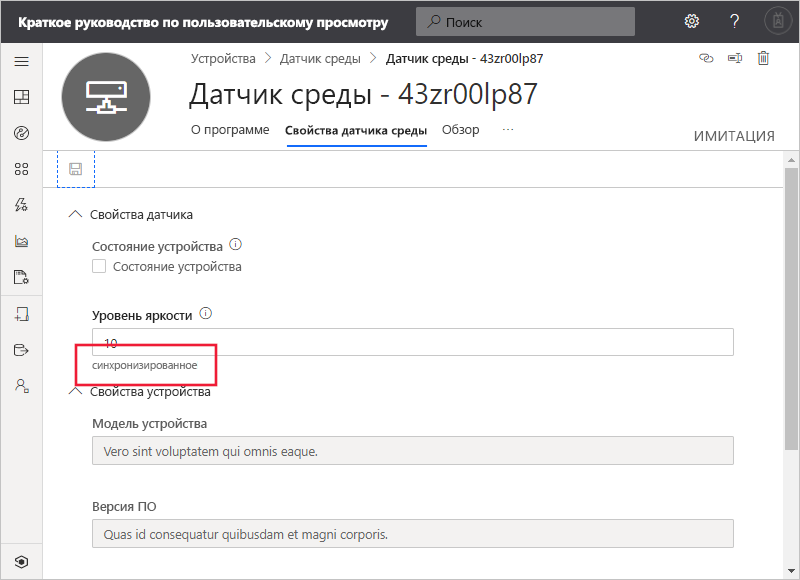 Краткое руководство по пользовательскому просмотру
Поиск
Устройства > Датчик среды > Датчик среды - 43zr00lp87
Датчик среды - 43zr00lp87
О программе Свойства датчика среды Обзор ...
ИМИТАЦИЯ
Свойства датчика
Состояние устройства
Состояние устройства
Уровень яркости
10
синхронизированное
Свойства устройства
Модель устройства
Vero sint voluptatem qui omnis eaque.
Версия ПО
Quas id consequatur quibusdam et magni corporis.